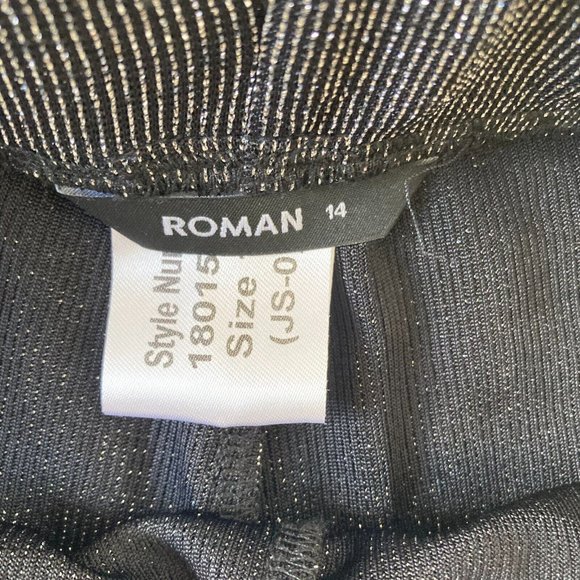 ROMAN 14
Style Nu
18015
Size
(JS-0